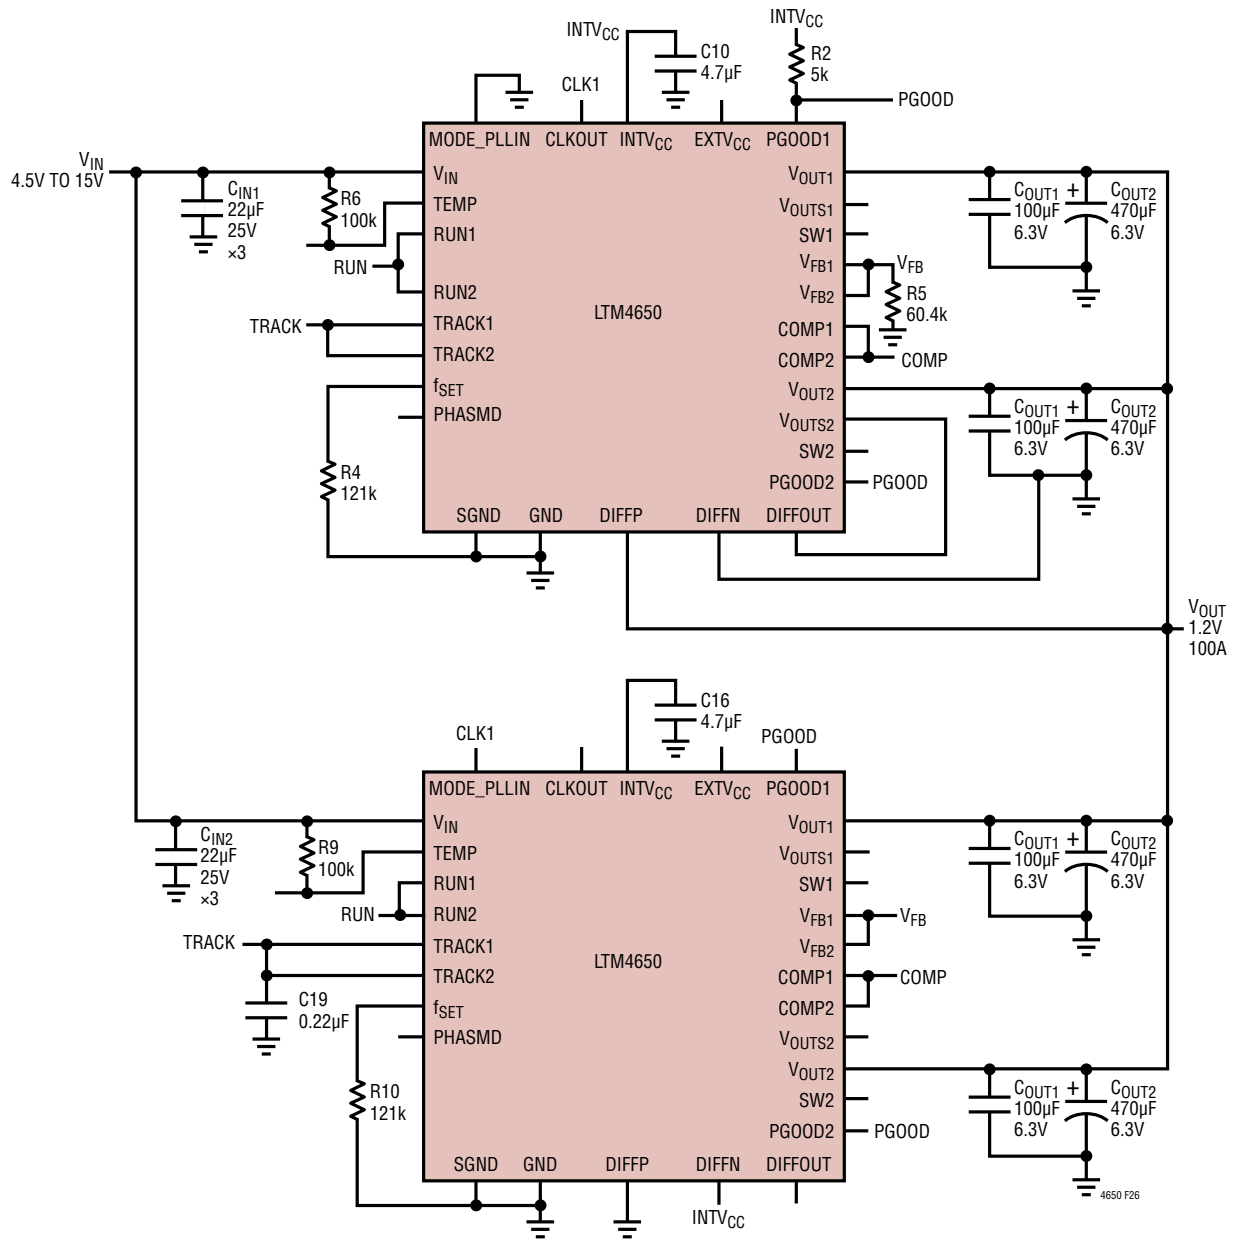 INTVCC
INTVCC
C10
4.7µF
R2
5k
CLK1
PGOOD
MODE_PLLIN CLKOUT INTVCC EXTVCC PGOOD1
VIN
4.5V TO 15V
CIN1
22µF
25V
×3
R6
100k
VIN
TEMP
RUN1
RUN
RUN2
TRACK
TRACK1
TRACK2
fSET
PHASMD
R4
121k
LTM4650
VOUT1
VOUTS1
SW1
VFB1
VFB
VFB2
R5
60.4k
COMP1
COMP2
COMP
VOUT2
VOUTS2
SW2
PGOOD2
PGOOD
COUT1
100µF
6.3V
+
COUT2
470µF
6.3V
COUT1
100µF
6.3V
+
COUT2
470µF
6.3V
SGND GND DIFFP DIFFN DIFFOUT
VOUT
1.2V
100A
C16
4.7µF
CLK1
PGOOD
MODE_PLLIN CLKOUT INTVCC EXTVCC PGOOD1
CIN2
22µF
25V
×3
R9
100k
VIN
TEMP
RUN1
RUN
RUN2
TRACK
TRACK1
TRACK2
C19
0.22µF
fSET
PHASMD
R10
121k
LTM4650
VOUT1
VOUTS1
SW1
VFB1
VFB
VFB2
COMP1
COMP
COMP2
VOUTS2
VOUT2
SW2
PGOOD2
PGOOD
COUT1
100µF
6.3V
+
COUT2
470µF
6.3V
COUT1
100µF
6.3V
+
COUT2
470µF
6.3V
SGND GND DIFFP DIFFN DIFFOUT
INTVCC
4650 F26